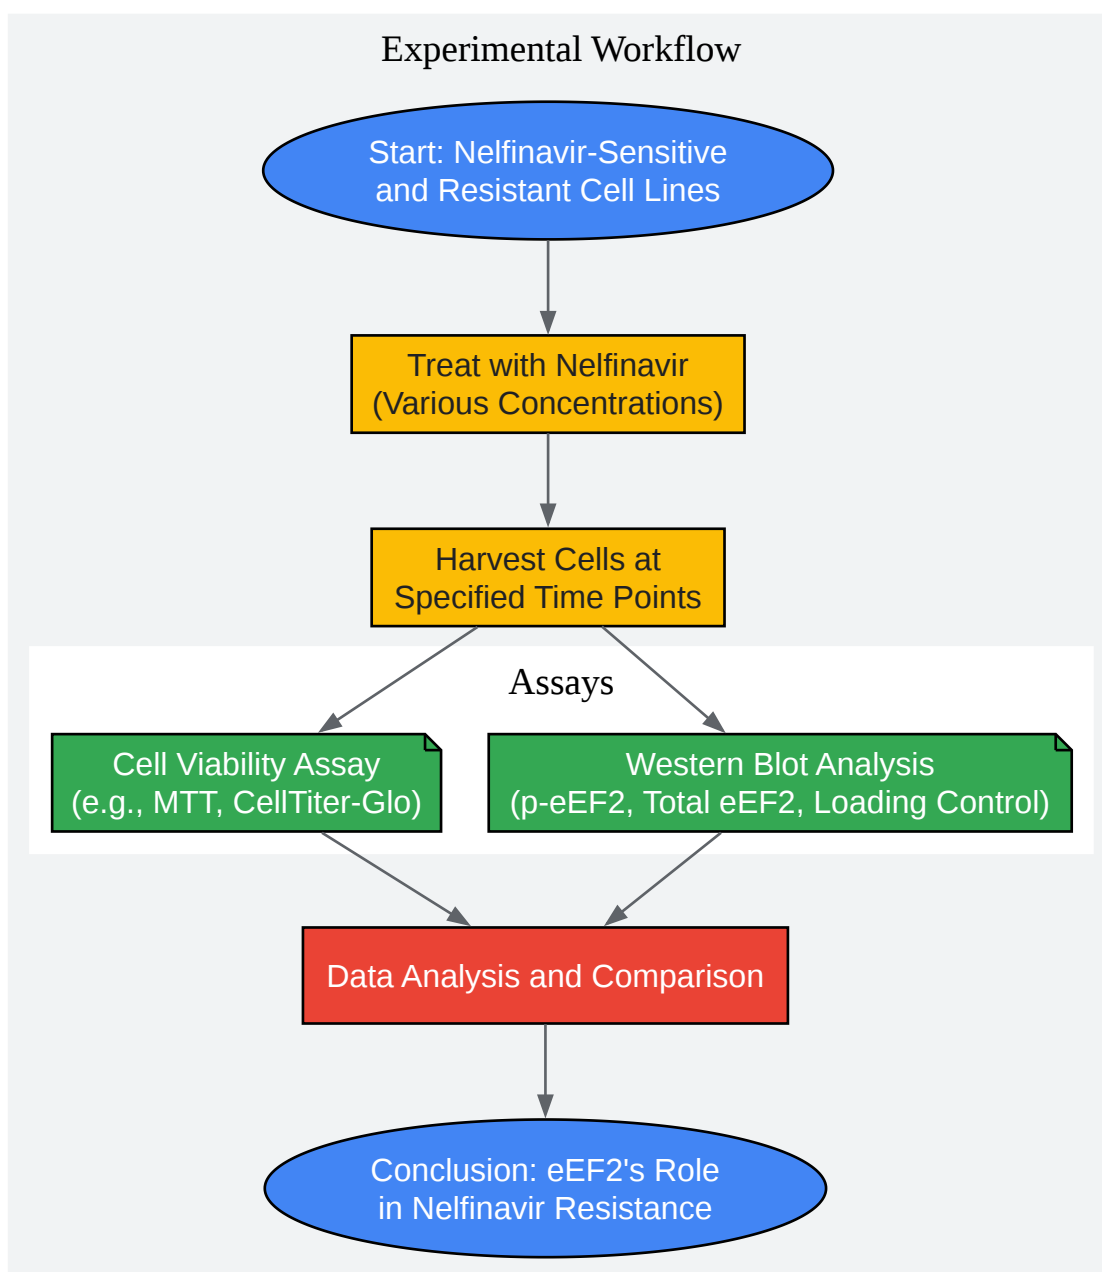 Experimental Workflow
Start: Nelfinavir-Sensitive
and Resistant Cell Lines
Treat with Nelfinavir
(Various Concentrations)
Harvest Cells at
Specified Time Points
Assays
Cell Viability Assay
(e.g., MTT, CellTiter-Glo)
Western Blot Analysis
(p-eEF2, Total eEF2, Loading Control)
Data Analysis and Comparison
Conclusion: eEF2's Role
in Nelfinavir Resistance